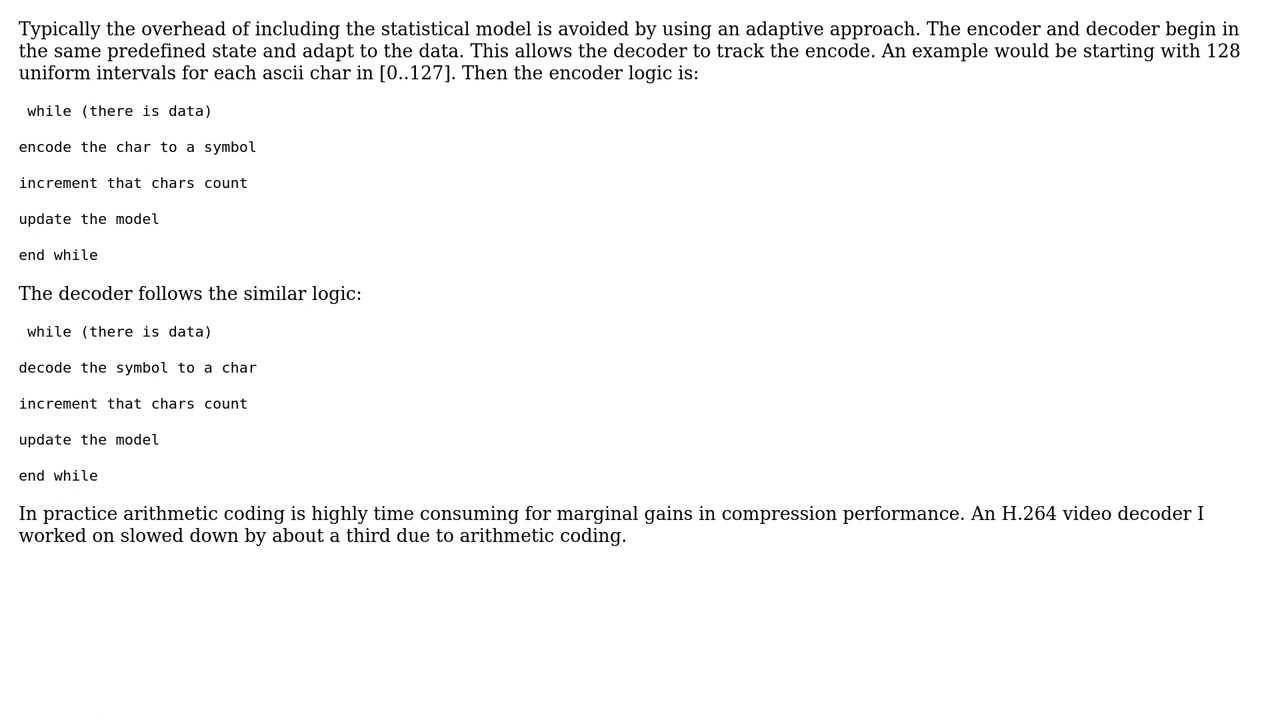 Typically the overhead of including the statistical model is avoided by using an adaptive approach. The encoder and decoder begin in
the same predefined state and adapt to the data. This allows the decoder to track the encode. An example would be starting with 128
uniform intervals for each ascii char in [0..127]. Then the encoder logic is:
while (there is data)
encode the char to a symbol
increment that chars count
update the model
end while
The decoder follows the similar logic:
while (there is data)
decode the symbol to a char
increment that chars count
update the model
end while
In practice arithmetic coding is highly time consuming for marginal gains in compression performance. An H.264 video decoder I
worked on slowed down by about a third due to arithmetic coding.